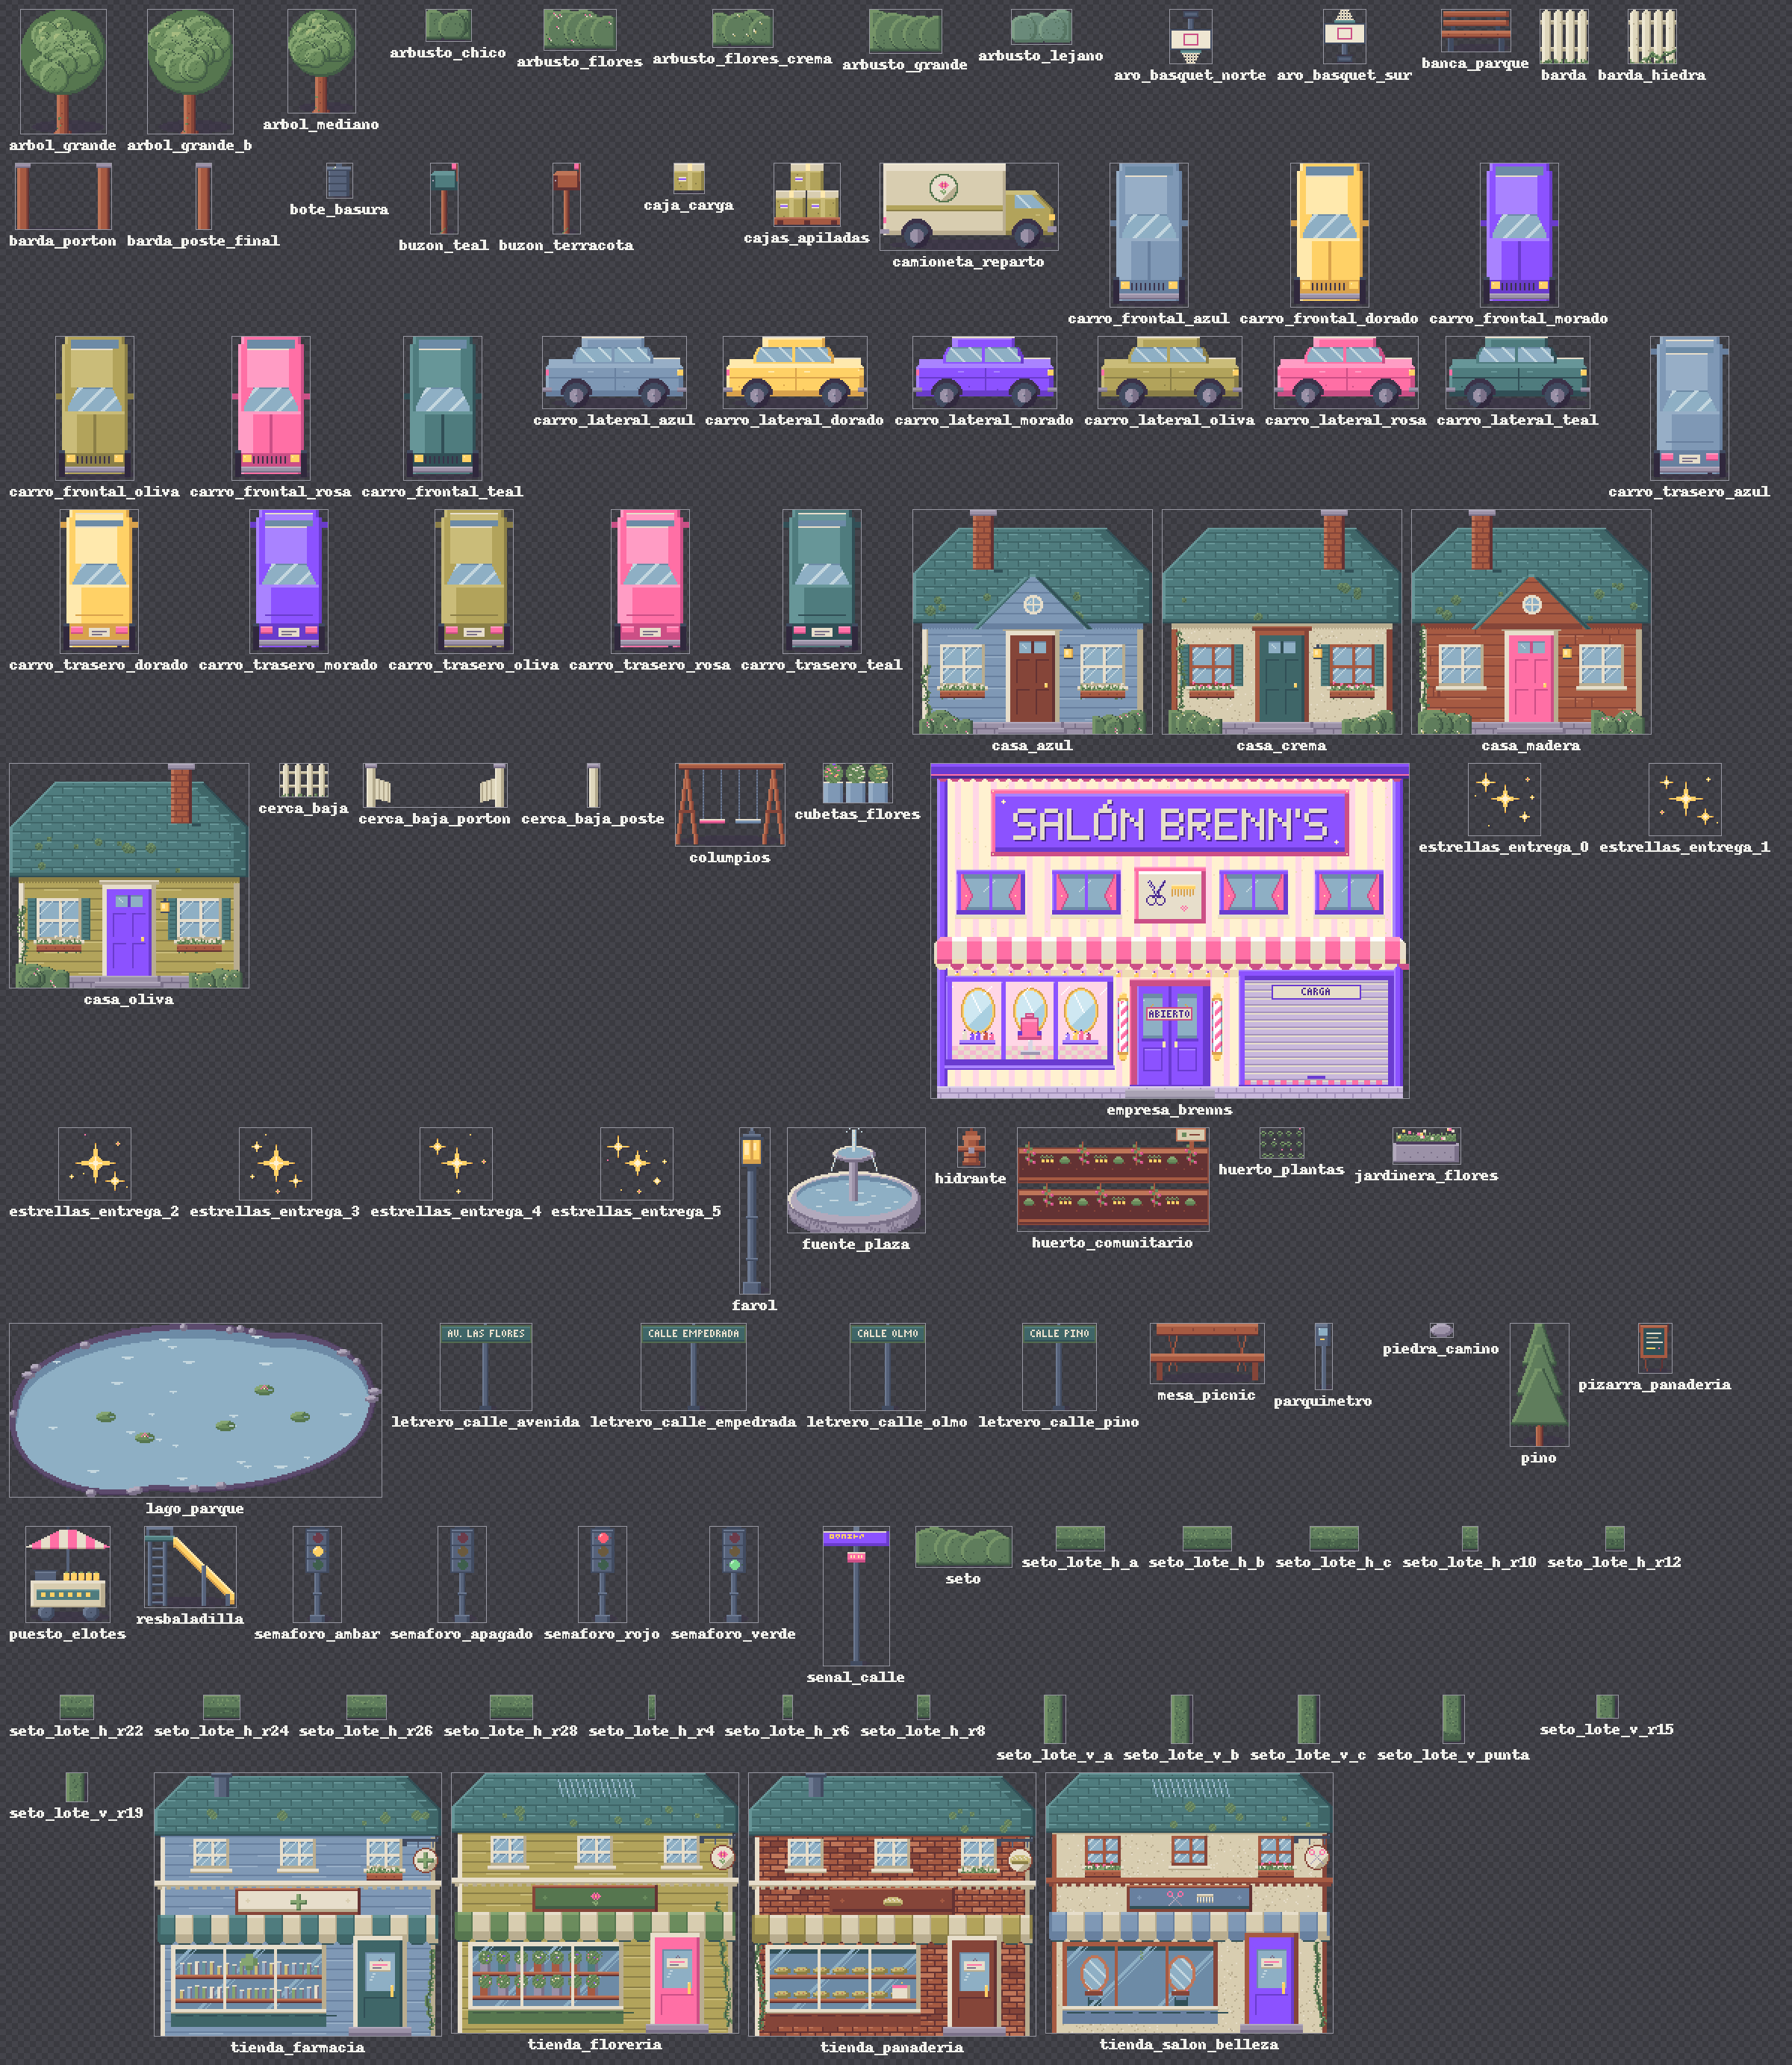 arbol_grande
arbol_grande_b
arbol_mediano
arbusto_chico
arbusto_flores
arbusto_flores_crema
arbusto_grande
arbusto_lejano
aro_basquet_norte
aro_basquet_sur
banca_parque
barda
barda_hiedra
barda_porton
barda_poste_final
bote_basura
buzon_teal
buzon_terracota
caja_carga
cajas_apiladas
camioneta_reparto
carro_frontal_azul
carro_frontal_dorado
carro_frontal_morado
carro_frontal_oliva
carro_frontal_rosa
carro_frontal_teal
carro_lateral_azul
carro_lateral_dorado
carro_lateral_morado
carro_lateral_oliva
carro_lateral_rosa
carro_lateral_teal
carro_trasero_azul
carro_trasero_dorado
carro_trasero_morado
carro_trasero_oliva
carro_trasero_rosa
carro_trasero_teal
casa_azul
casa_crema
casa_madera
casa_oliva
cerca_baja
cerca_baja_porton
cerca_baja_poste
columpios
cubetas_flores
SALÓN BRENN'S
CARGA
ABIERTO
empresa_brenns
estrellas_entrega_0
estrellas_entrega_1
estrellas_entrega_2
estrellas_entrega_3
estrellas_entrega_4
estrellas_entrega_5
farol
fuente_plaza
hidrante
huerto_comunitario
huerto_plantas
jardinera_flores
lago_parque
AV. LAS FLORES
letrero_calle_avenida
CALLE EMPEDRADA
letrero_calle_empedrada
CALLE OLMO
letrero_calle_olmo
CALLE PINO
letrero_calle_pino
mesa_picnic
parquimetro
piedra_camino
pino
pizarra_panaderia
puesto_elotes
resbaladilla
semaforo_ambar
semaforo_apagado
semaforo_rojo
semaforo_verde
senal_calle
seto
seto_lote_h_a
seto_lote_h_b
seto_lote_h_c
seto_lote_h_r10
seto_lote_h_r12
seto_lote_h_r22
seto_lote_h_r24
seto_lote_h_r26
seto_lote_h_r28
seto_lote_h_r4
seto_lote_h_r6
seto_lote_h_r8
seto_lote_v_a
seto_lote_v_b
seto_lote_v_c
seto_lote_v_punta
seto_lote_v_r15
seto_lote_v_r19
tienda_farmacia
tienda_floreria
tienda_panaderia
tienda_salon_belleza